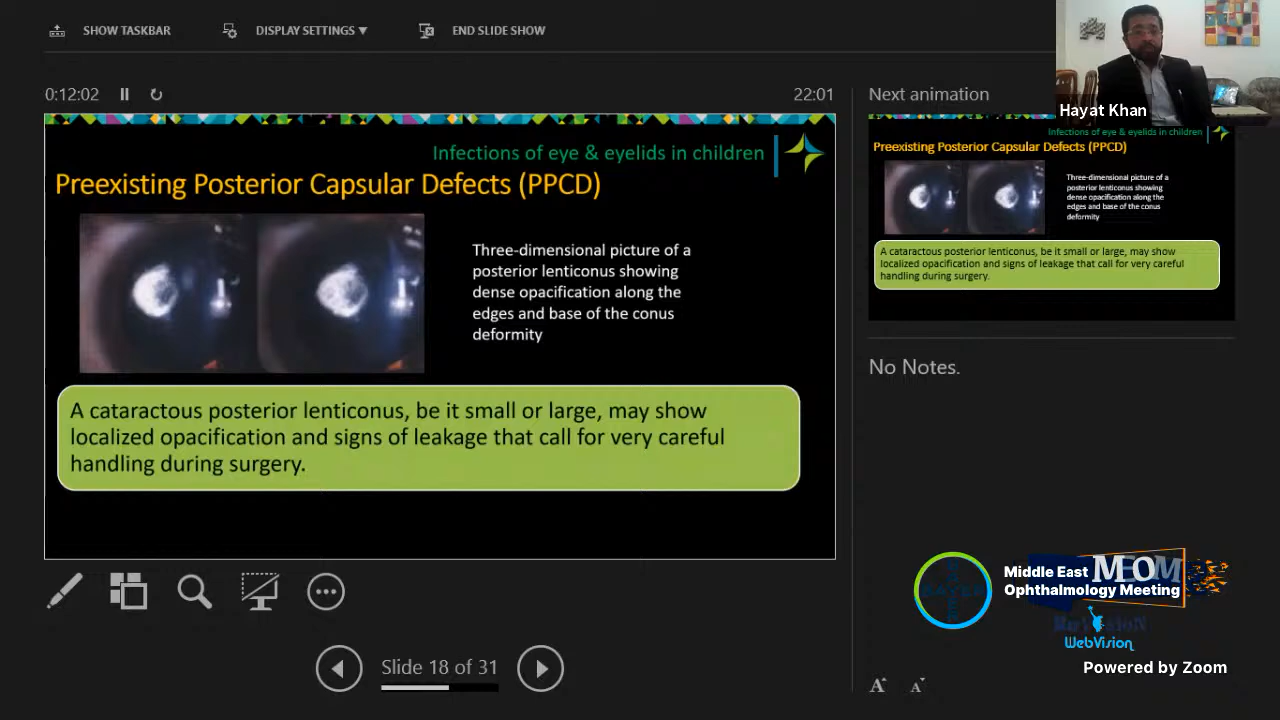 SHOW TASKBAR
DISPLAY SETTINGS ▼
END SLIDE SHOW
0:12:02
22:01
Next animation
Hayat Khan
Infections of eye & eyelids in children
Preexisting Posterior Capsular Defects (PPCD)
Three-dimensional picture of a
posterior lenticonus showing
dense opacification along the
edges and base of the conus
deformity
A cataractous posterior lenticonus, be it small or large, may show
localized opacification and signs of leakage that call for very careful
handling during surgery.
Infections of eye & eyelids in children
Preexisting Posterior Capsular Defects (PPCD)
Three-dimensional picture of a
posterior lenticonus showing
dense opacification along the
edges and base of the conus
deformity
A cataractous posterior lenticonus, be it small or large, may show
localized opacification and signs of leakage that call for very careful
handling during surgery.
No Notes.
Slide 18 of 31
BAYER
Middle East
Ophthalmology Meeting
MEOM
WebVision
Powered by Zoom
A A